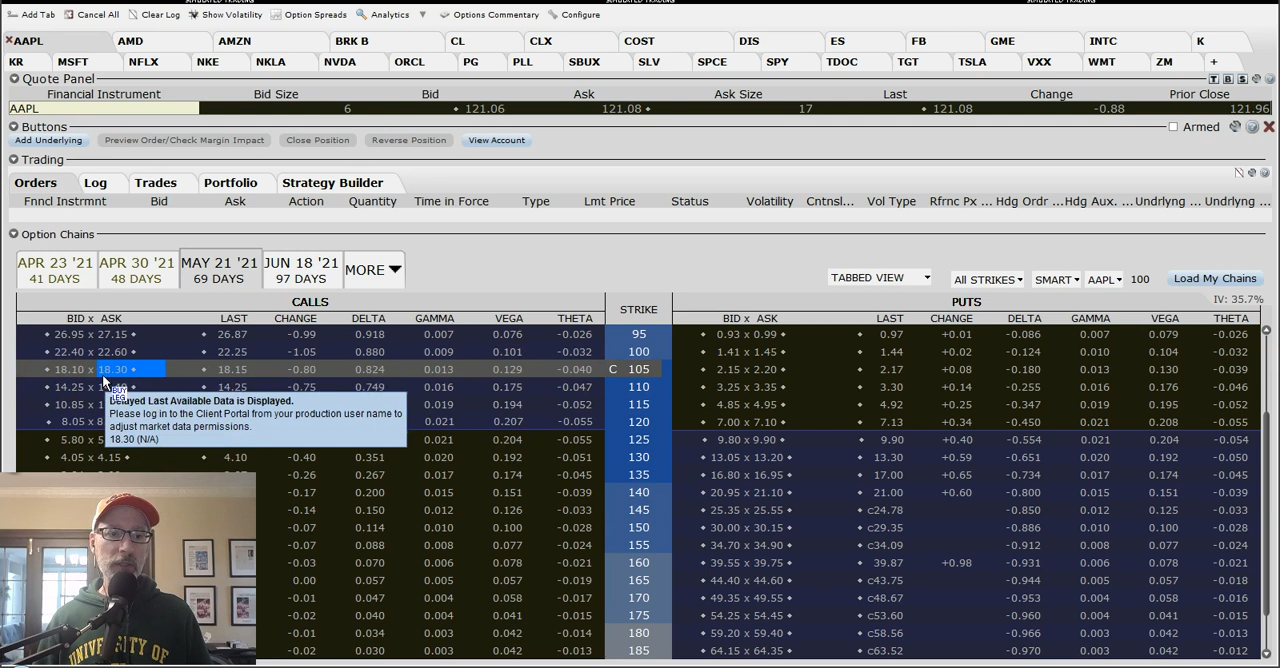 Add Tab Cancel All Clear Log Show Volatility Option Spreads Analytics Options Commentary Configure
AAPL AMD AMZN BRK B CL CLX COST DIS ES FB GME INTC K
KR MSFT NFLX NKE NKLA NVDA ORCL PG PLL SBUX SLV SPCE SPY TDOC TGT TSLA VXX WMT ZM +
Quote Panel T B S
Financial Instrument Bid Size Bid Ask Ask Size Last Change Prior Close
AAPL 6 121.06 121.08 17 121.08 -0.88 121.96
Buttons Armed
Add Underlying Preview Order/Check Margin Impact Close Position Reverse Position View Account
Trading
Orders Log Trades Portfolio Strategy Builder
Fnncl Instrmnt Bid Ask Action Quantity Time in Force Type Lmt Price Status Volatility Cntnsl... Vol Type Rfrnc Px ... Hdg Ordr ... Hdg Aux. ... Undrlyng ... Undrlyng ...
Option Chains
APR 23 '21 APR 30 '21 MAY 21 '21 JUN 18 '21 MORE
41 DAYS 48 DAYS 69 DAYS 97 DAYS
TABBED VIEW All STRIKES SMART AAPL 100 Load My Chains
CALLS STRIKE PUTS IV: 35.7%
BID x ASK LAST CHANGE DELTA GAMMA VEGA THETA BID x ASK LAST CHANGE DELTA GAMMA VEGA THETA
26.95 x 27.15 26.87 -0.99 0.918 0.007 0.076 -0.026 95 0.93 x 0.99 0.97 +0.01 -0.086 0.007 0.079 -0.026
22.40 x 22.60 22.25 -1.05 0.880 0.009 0.101 -0.032 100 1.41 x 1.45 1.44 +0.02 -0.124 0.010 0.104 -0.032
18.10 x 18.30 18.15 -0.80 0.824 0.013 0.129 -0.040 C 105 2.15 x 2.20 2.17 +0.08 -0.180 0.013 0.130 -0.040
14.25 x 14.25 -0.75 0.749 0.016 0.175 -0.047 110 3.25 x 3.35 3.30 +0.14 -0.255 0.016 0.176 -0.046
BUY LEG
10.85 x 0.019 0.194 -0.052 115 4.85 x 4.95 4.92 +0.25 -0.347 0.019 0.194 -0.052
8.05 x 8 0.021 0.207 -0.055 120 7.00 x 7.10 7.13 +0.34 -0.450 0.021 0.208 -0.055
Delayed Last Available Data is Displayed.
Please log in to the Client Portal from your production user name to
adjust market data permissions.
18.30 (N/A)
5.80 x 5 0.021 0.204 -0.055 125 9.80 x 9.90 9.90 +0.40 -0.554 0.021 0.204 -0.054
4.05 x 4.15 4.10 -0.40 0.351 0.020 0.192 -0.051 130 13.05 x 13.20 13.30 +0.59 -0.651 0.020 0.192 -0.050
-0.26 0.267 0.017 0.174 -0.045 135 16.80 x 16.95 17.00 +0.65 -0.734 0.017 0.174 -0.045
-0.17 0.200 0.015 0.151 -0.039 140 20.95 x 21.10 21.00 +0.60 -0.800 0.015 0.151 -0.039
-0.14 0.150 0.012 0.126 -0.033 145 25.35 x 25.55 c24.78 -0.850 0.012 0.126 -0.033
-0.07 0.114 0.010 0.100 -0.028 150 30.00 x 30.15 c29.35 -0.886 0.010 0.100 -0.028
-0.07 0.088 0.008 0.077 -0.024 155 34.70 x 34.90 c34.09 -0.912 0.008 0.077 -0.024
-0.03 0.070 0.006 0.078 -0.021 160 39.55 x 39.75 39.87 +0.98 -0.931 0.006 0.078 -0.021
0.00 0.057 0.005 0.057 -0.018 165 44.40 x 44.60 c43.75 -0.944 0.005 0.057 -0.018
-0.01 0.047 0.004 0.056 -0.016 170 49.35 x 49.55 c48.67 -0.953 0.004 0.056 -0.016
-0.02 0.040 0.004 0.041 -0.015 175 54.25 x 54.45 c53.60 -0.960 0.004 0.041 -0.015
-0.01 0.034 0.003 0.042 -0.014 180 59.20 x 59.40 c58.56 -0.966 0.003 0.042 -0.013
-0.02 0.030 0.003 0.042 -0.013 185 64.15 x 64.35 c63.52 -0.970 0.003 0.042 -0.012
UNIVERSITY OF